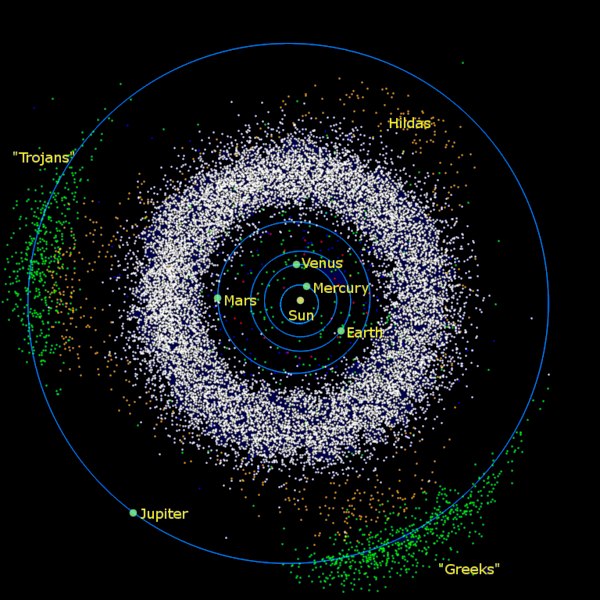 Hildas
"Trojans"
Venus
Mercury
Mars
Sun
Earth
Jupiter
"Greeks"